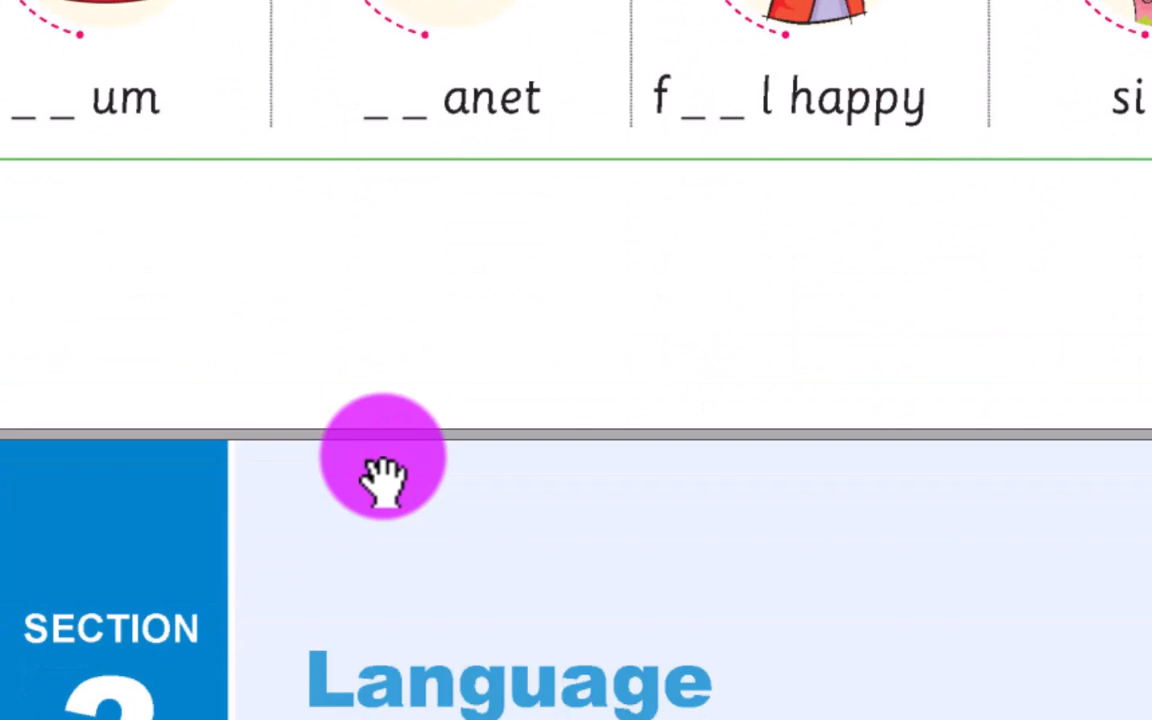 _ _ um _ _ anet f _ _ l happy si
SECTION
Language